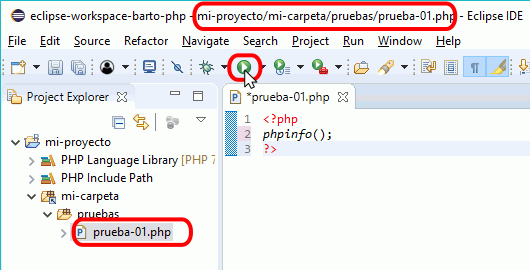 eclipse-workspace-barto-php - mi-proyecto/mi-carpeta/pruebas/prueba-01.php - Eclipse IDE
File Edit Source Refactor Navigate Search Project Run Window Help
Project Explorer
*prueba-01.php
mi-proyecto
PHP Language Library [PHP 7
PHP Include Path
mi-carpeta
pruebas
prueba-01.php
1 <?php
2 phpinfo();
3 ?>